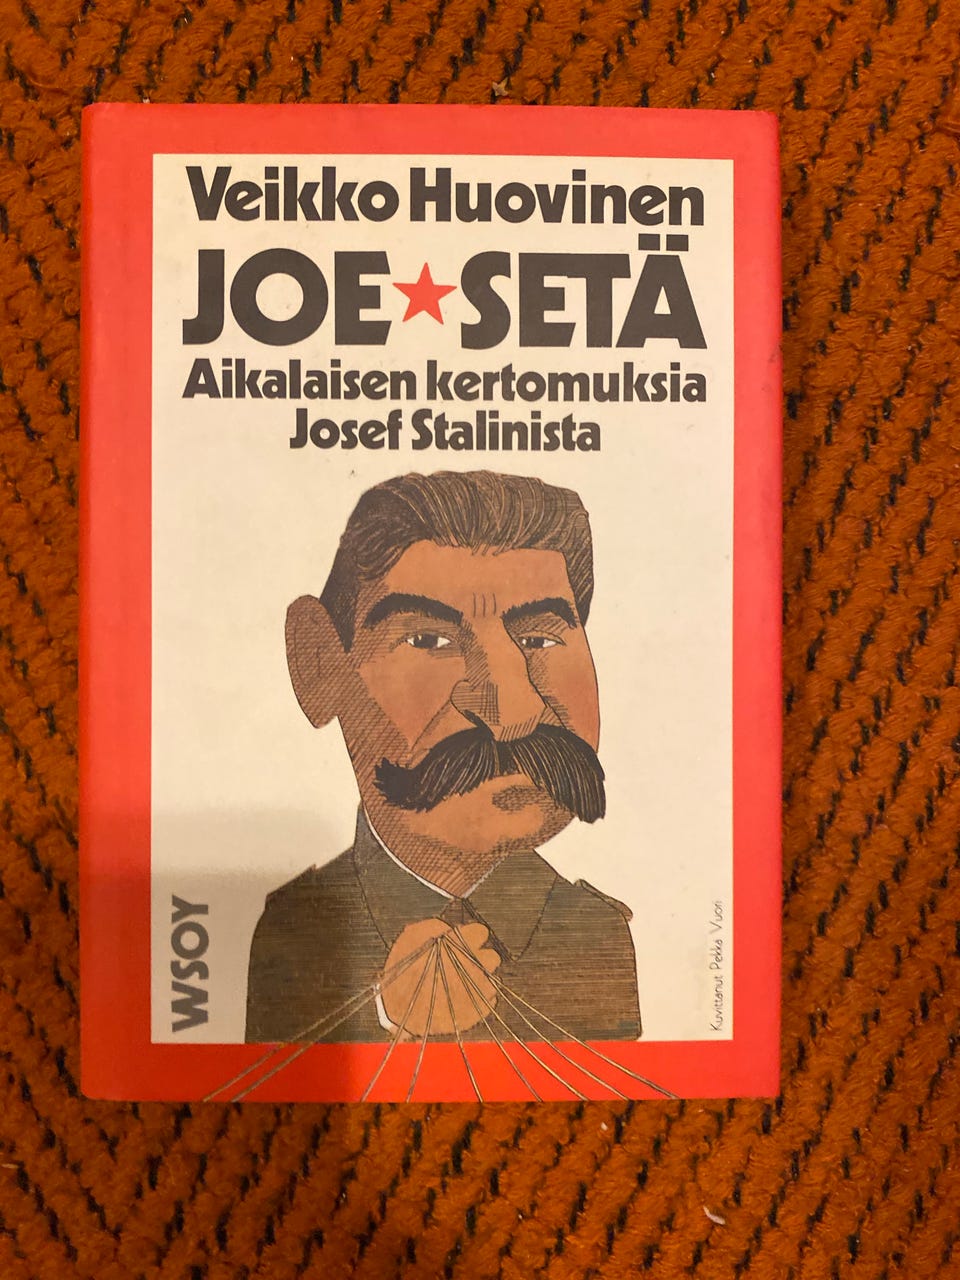 Veikko Huovinen
JOE★SETÄ
Aikalaisen kertomuksia
Josef Stalinista
WSOY
Kuvittanut Pekka Vuori